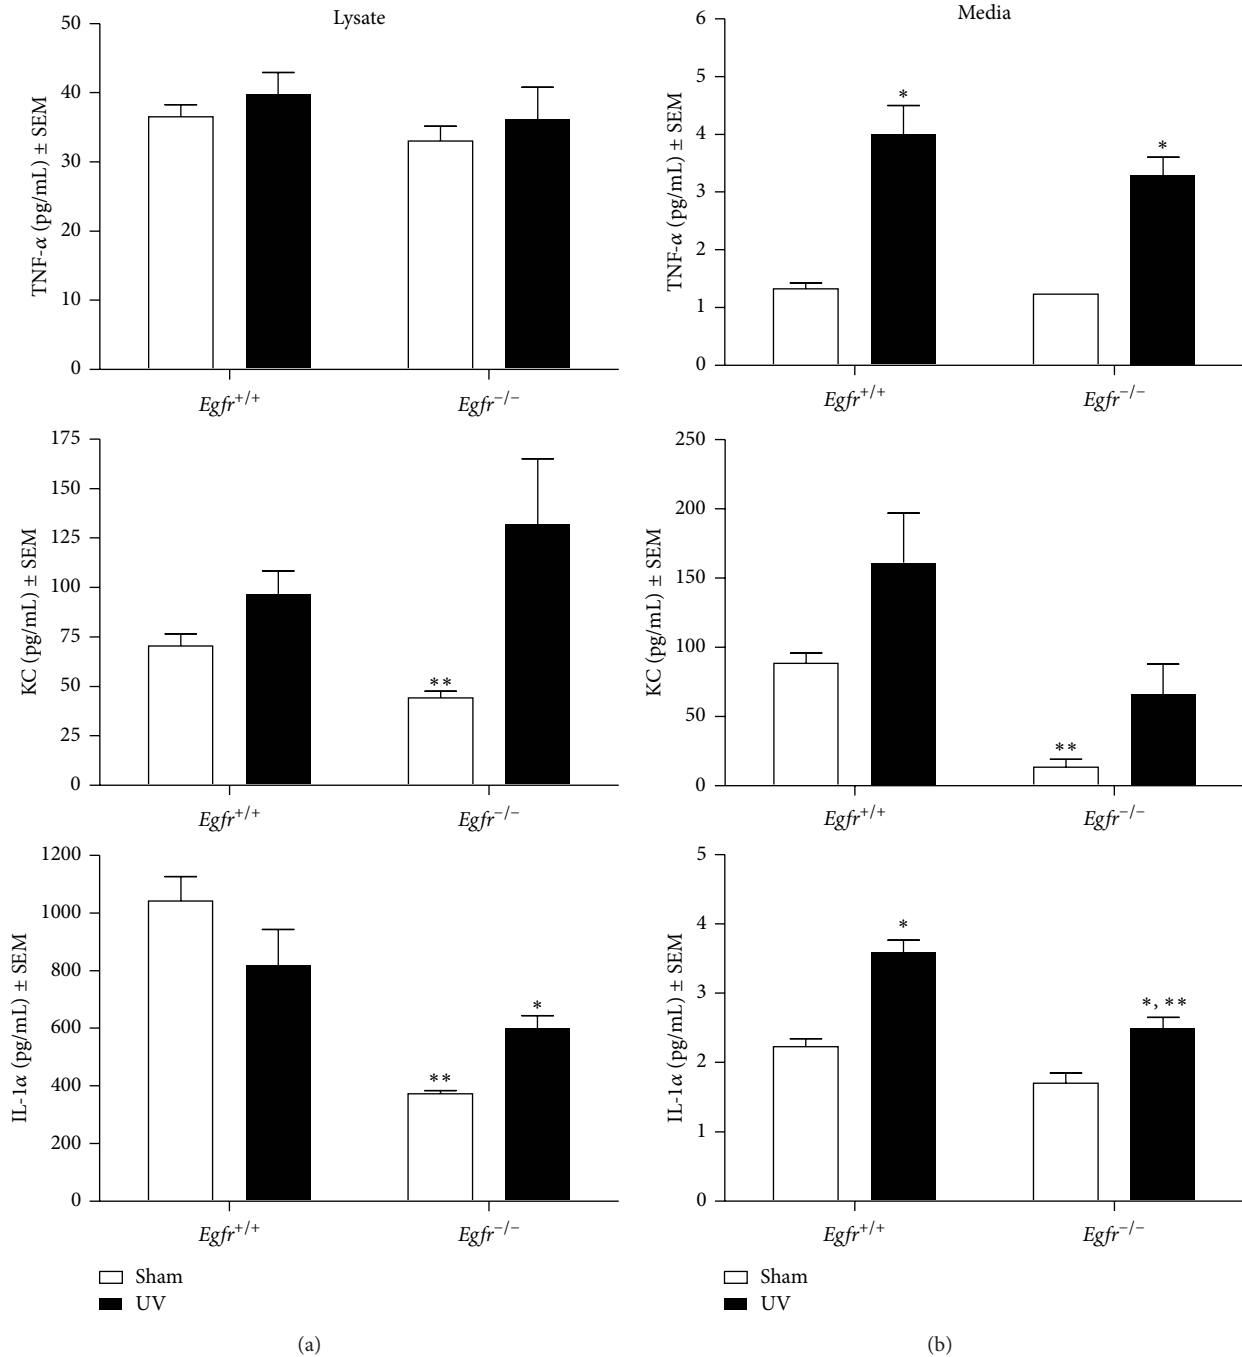 Lysate
TNF-α (pg/mL) ± SEM
50
40
30
20
10
0
Egfr+/+
Egfr−/−
KC (pg/mL) ± SEM
175
150
125
100
75
50
25
0
**
Egfr+/+
Egfr−/−
IL-1α (pg/mL) ± SEM
1200
1000
800
600
400
200
0
**
*
Egfr+/+
Egfr−/−
Sham
UV
(a)
Media
TNF-α (pg/mL) ± SEM
6
5
4
3
2
1
0
*
*
Egfr+/+
Egfr−/−
KC (pg/mL) ± SEM
250
200
150
100
50
0
**
Egfr+/+
Egfr−/−
IL-1α (pg/mL) ± SEM
5
4
3
2
1
0
*
*, **
Egfr+/+
Egfr−/−
Sham
UV
(b)